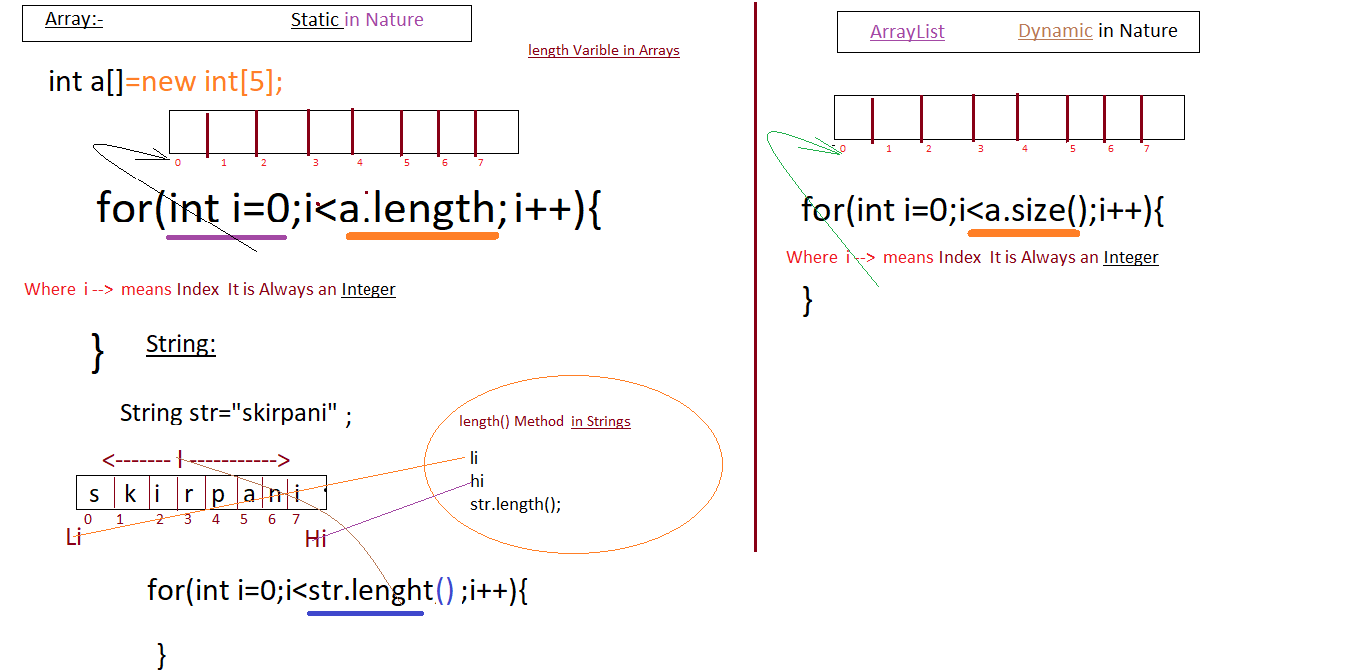 Array:- Static in Nature
length Varible in Arrays
int a[]=new int[5];
0 1 2 3 4 5 6 7
for(int i=0;i<a.length;i++){
Where i --> means Index It is Always an Integer
}
String:
String str="skirpani" ;
<------- I ----------->
s k i r p a n i
0 1 2 3 4 5 6 7
Li Hi
length() Method in Strings
li
hi
str.length();
for(int i=0;i<str.lenght() ;i++){
}
ArrayList Dynamic in Nature
0 1 2 3 4 5 6 7
for(int i=0;i<a.size();i++){
Where i --> means Index It is Always an Integer
}